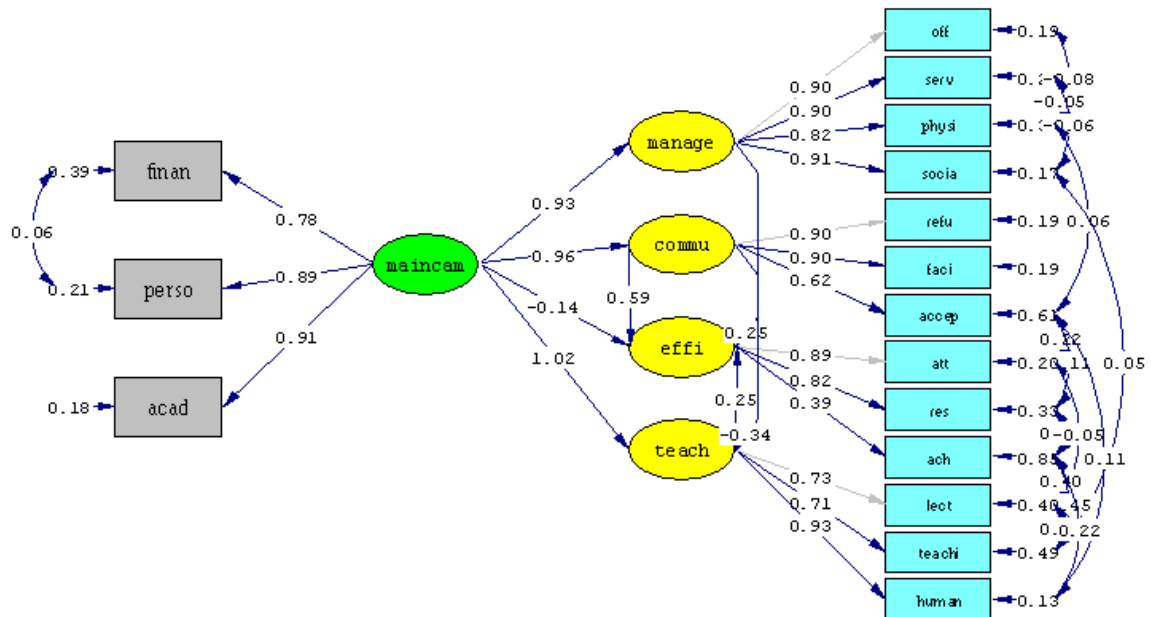 off
0.19
serv
-0.08
0.90
-0.05
0.90
physi
-0.06
manage
0.82
finan
0.39
0.91
socia
0.17
0.78
0.93
refu
0.19
0.06
0.06
commu
0.90
0.96
0.90
maincam
faci
0.19
0.89
0.62
0.21
perso
0.59
-0.14
accep
0.61
0.25
0.22
0.91
effi
0.89
att
0.20
0.11
0.05
1.02
0.82
0.25
0.39
res
0.33
acad
0.18
-0.34
-0.05
teach
ach
0.85
0.11
0.73
0.40
0.71
lect
0.40
0.45
0.93
0.22
teachi
0.49
human
0.13